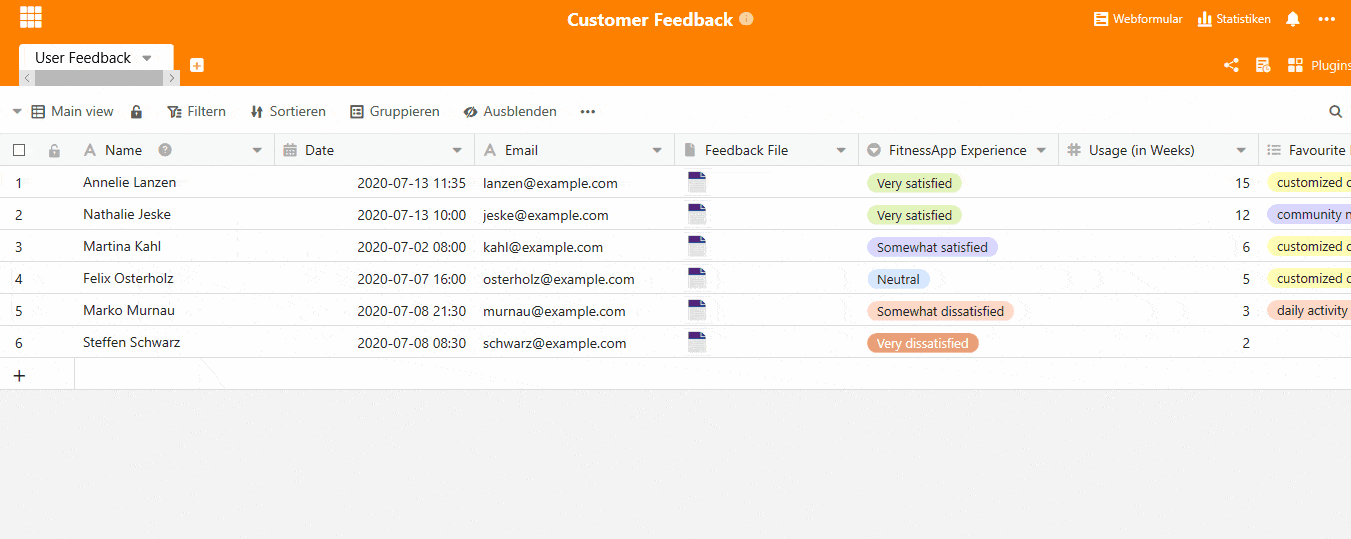 Customer Feedback
Webformular Statistiken
User Feedback
Plugins
Main view Filtern Sortieren Gruppieren Ausblenden
Name Date Email Feedback File FitnessApp Experience Usage (in Weeks) Favourite
1 Annelie Lanzen 2020-07-13 11:35 lanzen@example.com Very satisfied 15 customized
2 Nathalie Jeske 2020-07-13 10:00 jeske@example.com Very satisfied 12 community
3 Martina Kahl 2020-07-02 08:00 kahl@example.com Somewhat satisfied 6 customized
4 Felix Osterholz 2020-07-07 16:00 osterholz@example.com Neutral 5 customized
5 Marko Murnau 2020-07-08 21:30 murnau@example.com Somewhat dissatisfied 3 daily activity
6 Steffen Schwarz 2020-07-08 08:30 schwarz@example.com Very dissatisfied 2